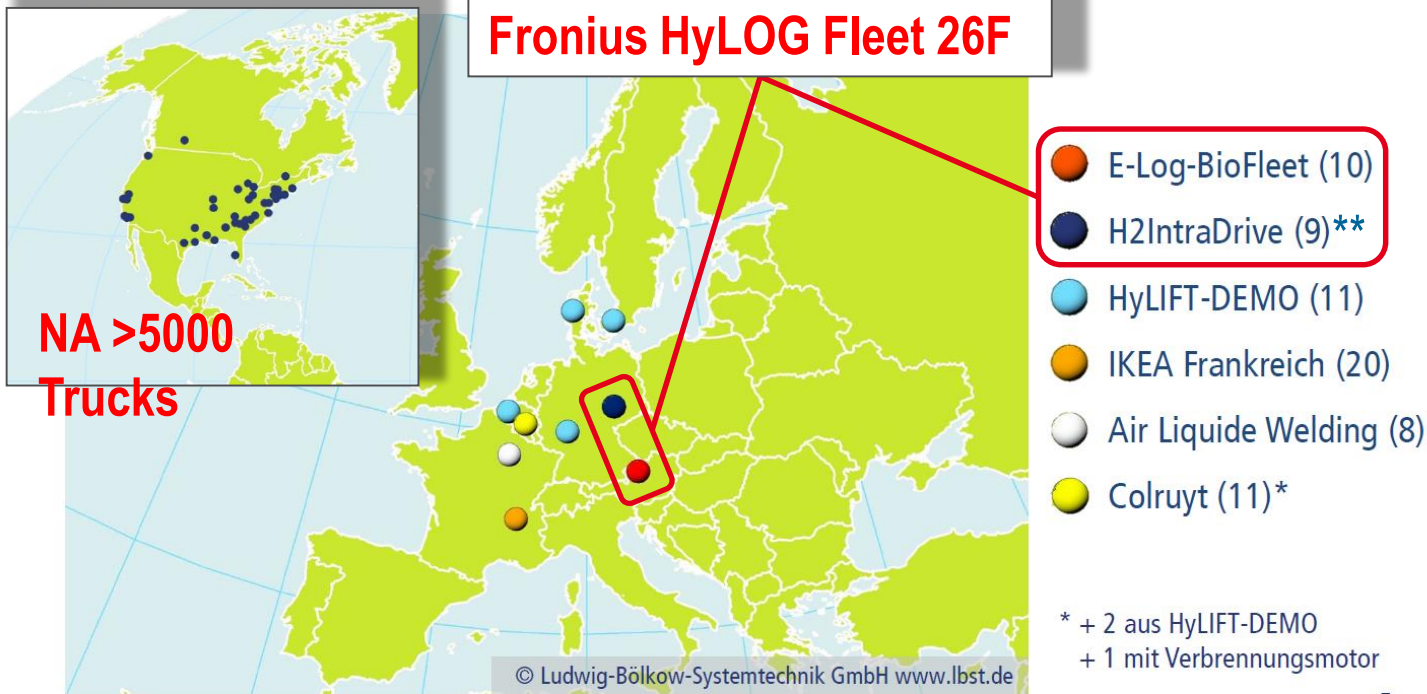 Fronius HyLOG Fleet 26F
NA >5000
Trucks
E-Log-BioFleet (10)
H2IntraDrive (9)**
HyLIFT-DEMO (11)
IKEA Frankreich (20)
Air Liquide Welding (8)
Colruyt (11)*
* + 2 aus HyLIFT-DEMO
+ 1 mit Verbrennungsmotor
© Ludwig-Bölkow-Systemtechnik GmbH www.lbst.de